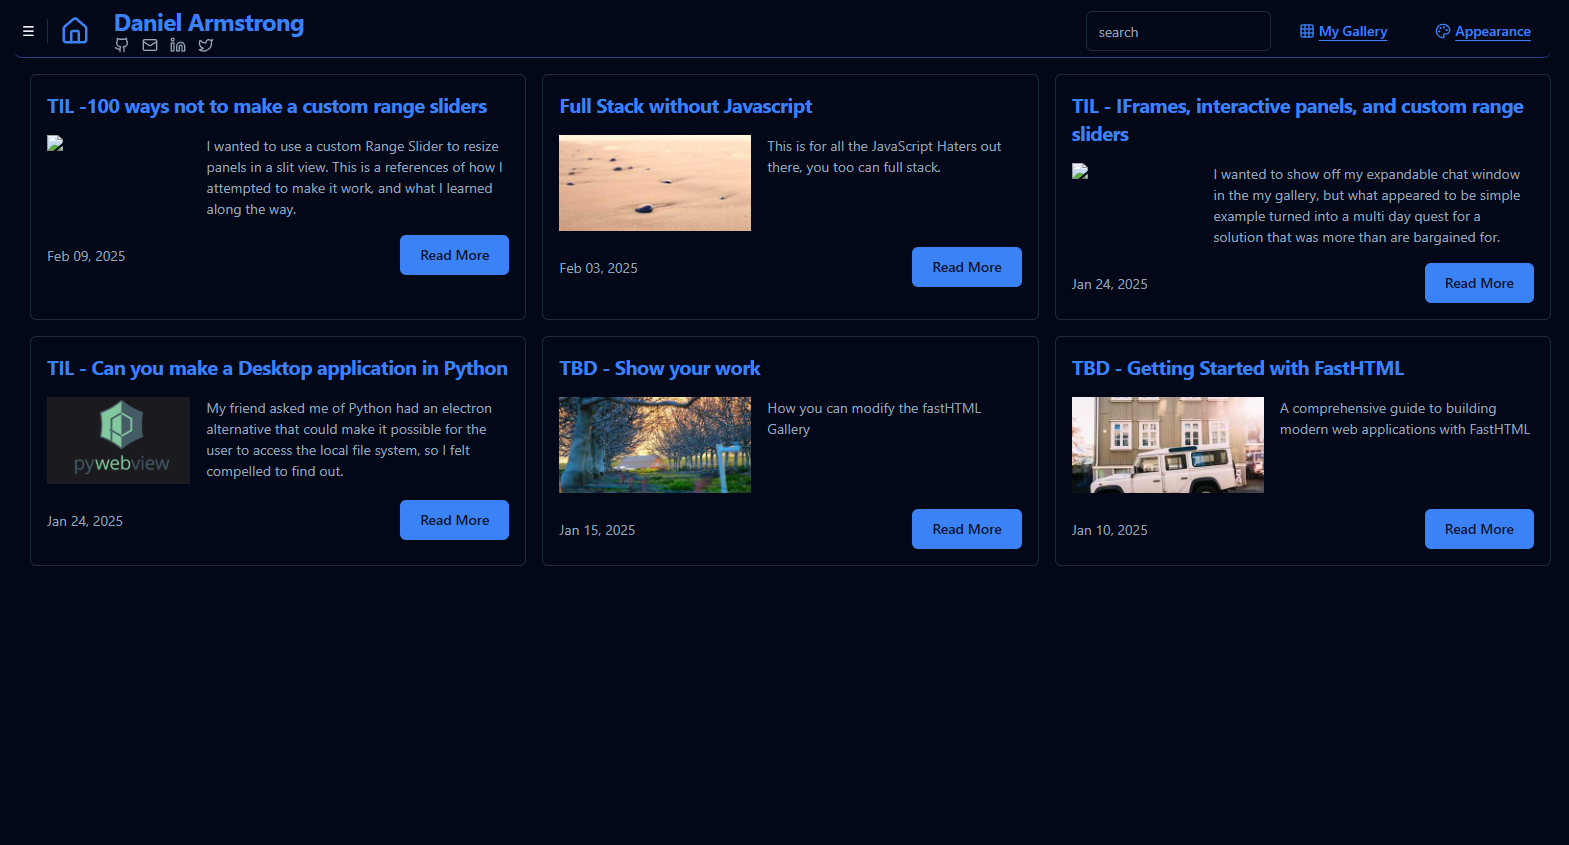 Daniel Armstrong
search
My Gallery
Appearance
TIL -100 ways not to make a custom range sliders
I wanted to use a custom Range Slider to resize
panels in a slit view. This is a references of how I
attempted to make it work, and what I learned
along the way.
Feb 09, 2025
Read More
Full Stack without Javascript
This is for all the JavaScript Haters out
there, you too can full stack.
Feb 03, 2025
Read More
TIL - IFrames, interactive panels, and custom range
sliders
I wanted to show off my expandable chat window
in the my gallery, but what appeared to be simple
example turned into a multi day quest for a
solution that was more than are bargained for.
Jan 24, 2025
Read More
TIL - Can you make a Desktop application in Python
pywebview
My friend asked me of Python had an electron
alternative that could make it possible for the
user to access the local file system, so I felt
compelled to find out.
Jan 24, 2025
Read More
TBD - Show your work
How you can modify the fastHTML
Gallery
Jan 15, 2025
Read More
TBD - Getting Started with FastHTML
A comprehensive guide to building
modern web applications with FastHTML
Jan 10, 2025
Read More